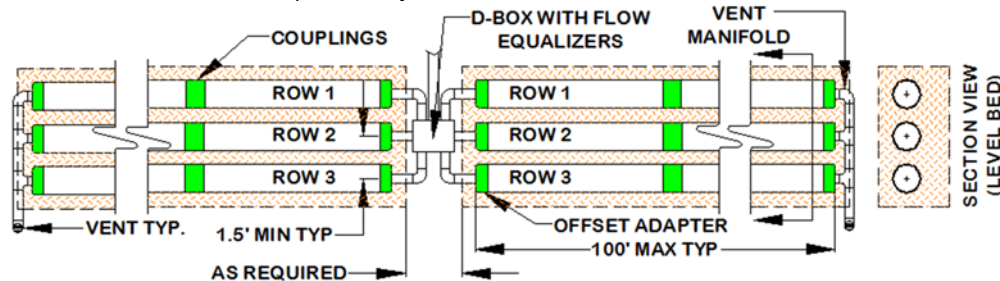 COUPLINGS
D-BOX WITH FLOW
EQUALIZERS
VENT
MANIFOLD
ROW 1
ROW 1
ROW 2
ROW 2
ROW 3
ROW 3
VENT TYP.
1.5' MIN TYP
OFFSET ADAPTER
100' MAX TYP
AS REQUIRED
SECTION VIEW
(LEVEL BED)